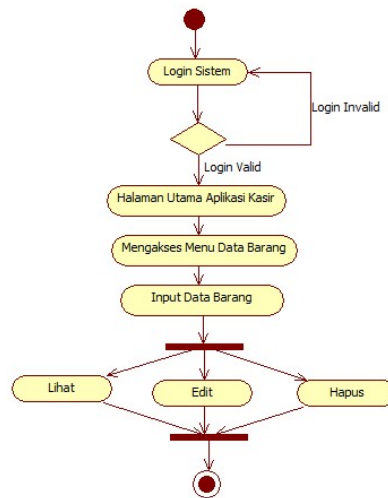 Login Sistem
Login Invalid
Login Valid
Halaman Utama Aplikasi Kasir
Mengakses Menu Data Barang
Input Data Barang
Lihat
Edit
Hapus